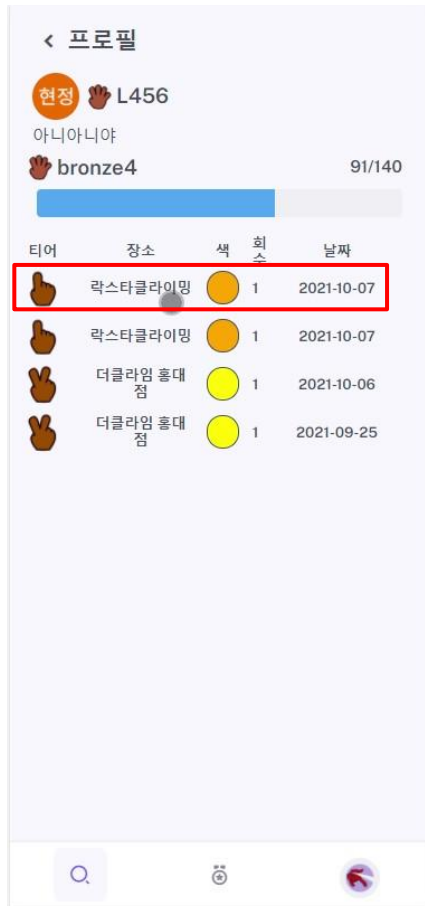 프로필
현정 L456
아니아니야
bronze4 91/140
티어 장소 색 회수 날짜
락스타클라이밍 1 2021-10-07
락스타클라이밍 1 2021-10-07
더클라임 홍대
점 1 2021-10-06
더클라임 홍대
점 1 2021-09-25